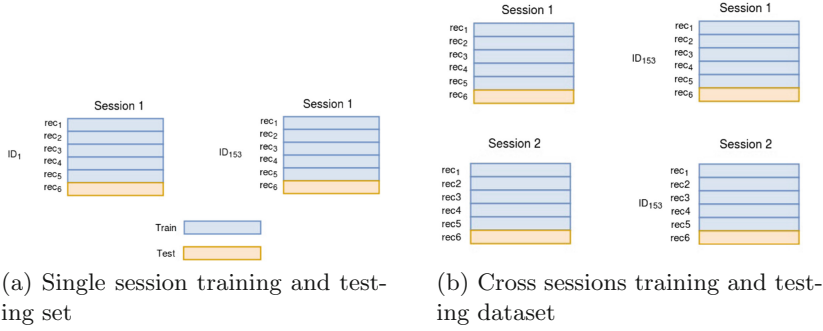 Session 1
rec1
rec2
rec3
rec4
rec5
rec6
ID1
Session 1
rec1
rec2
rec3
rec4
rec5
rec6
ID153
Train
Test
(a) Single session training and test-
ing set
Session 1
rec1
rec2
rec3
rec4
rec5
rec6
Session 1
rec1
rec2
rec3
rec4
rec5
rec6
ID153
Session 2
rec1
rec2
rec3
rec4
rec5
rec6
Session 2
rec1
rec2
rec3
rec4
rec5
rec6
ID153
(b) Cross sessions training and test-
ing dataset